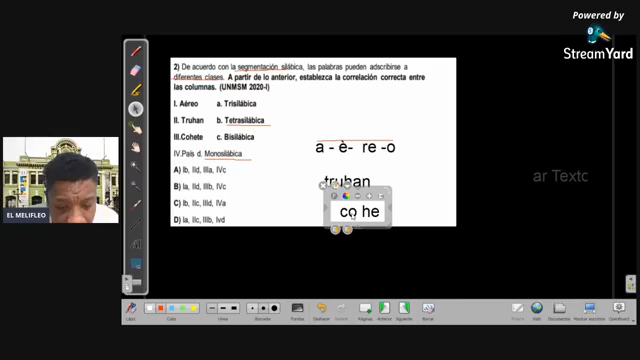 Powered by
StreamYard
2) De acuerdo con la segmentación silábica, las palabras pueden adscribirse a
diferentes clases. A partir de lo anterior, establezca la correlación correcta entre
las columnas. (UNMSM 2020-I)
I. Aéreo a. Trisilábica
II. Truhan b. Tetrasilábica
III.Cohete c. Bisilábica
IV.País d, Monosilábica
A) Ib, IId, IIIa, IVc
B) Ia, IIc, IIId, IVb
C) Ib, IIc, IIId, IVa
D) Ia, IIc, IIIb, Ivd
a - è- re -o
truhan
co he
ar Textc
EL MELIFLEO